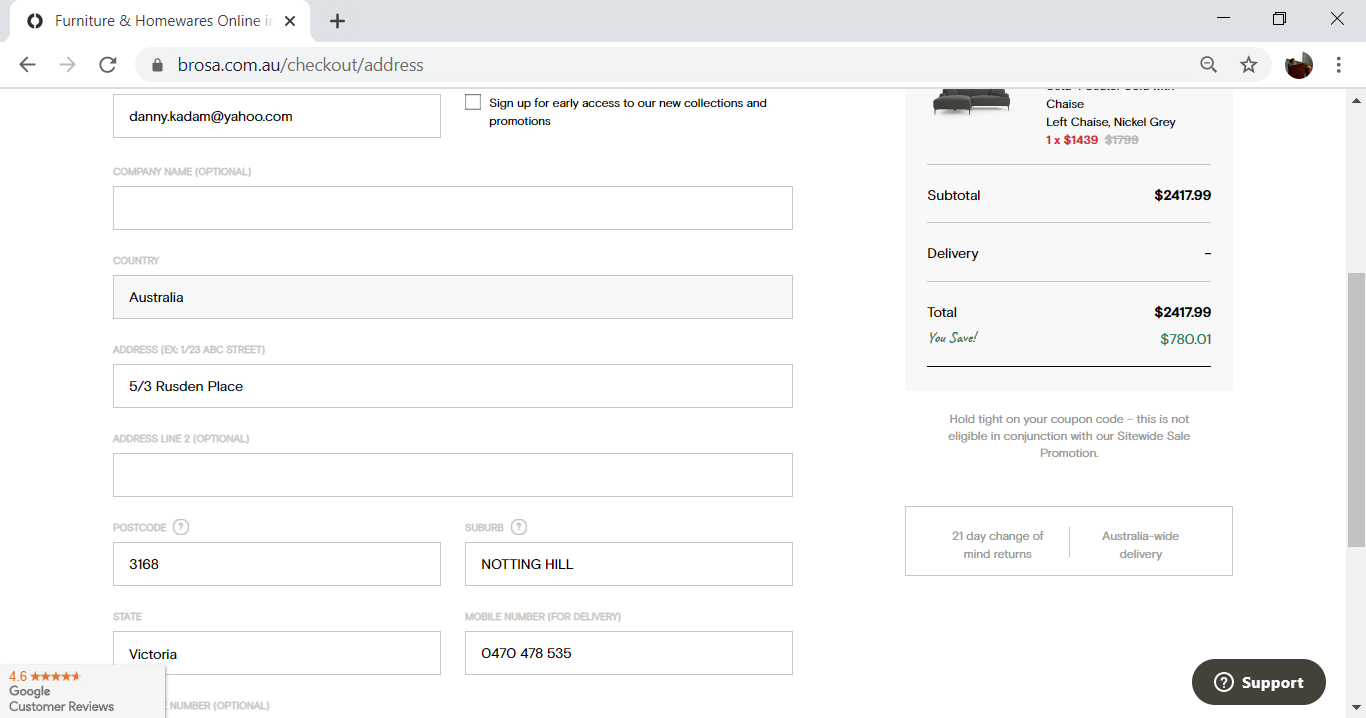 Furniture & Homewares Online in
brosa.com.au/checkout/address
danny.kadam@yahoo.com
Sign up for early access to our new collections and
promotions
COMPANY NAME (OPTIONAL)
COUNTRY
Australia
ADDRESS (EX: 1/23 ABC STREET)
5/3 Rusden Place
ADDRESS LINE 2 (OPTIONAL)
POSTCODE ?
SUBURB ?
3168
NOTTING HILL
STATE
MOBILE NUMBER (FOR DELIVERY)
Victoria
0470 478 535
NUMBER (OPTIONAL)
4.6
Google
Customer Reviews
Chaise
Left Chaise, Nickel Grey
1 x $1439 $1799
Subtotal $2417.99
Delivery –
Total $2417.99
You Save! $780.01
Hold tight on your coupon code – this is not
eligible in conjunction with our Sitewide Sale
Promotion.
21 day change of
mind returns
Australia-wide
delivery
? Support